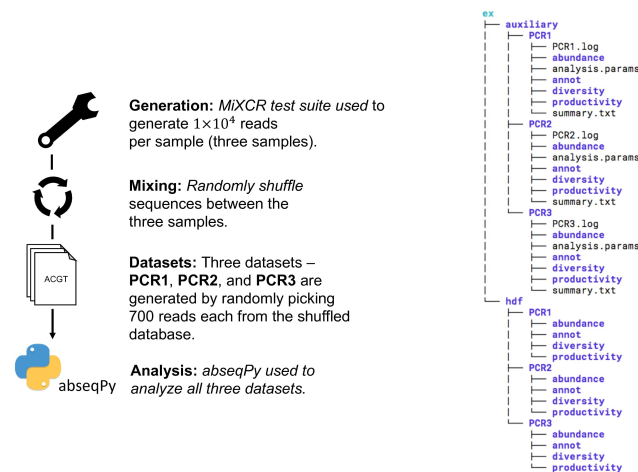 Generation: MiXCR test suite used to
generate 1×10⁴ reads
per sample (three samples).
Mixing: Randomly shuffle
sequences between the
three samples.
ACGT
Datasets: Three datasets –
PCR1, PCR2, and PCR3 are
generated by randomly picking
700 reads each from the shuffled
database.
abseqPy
Analysis: abseqPy used to
analyze all three datasets.
ex
auxiliary
PCR1
PCR1.log
abundance
analysis.params
annot
diversity
productivity
summary.txt
PCR2
PCR2.log
abundance
analysis.params
annot
diversity
productivity
summary.txt
PCR3
PCR3.log
abundance
analysis.params
annot
diversity
productivity
summary.txt
hdf
PCR1
abundance
annot
diversity
productivity
PCR2
abundance
annot
diversity
productivity
PCR3
abundance
annot
diversity
productivity